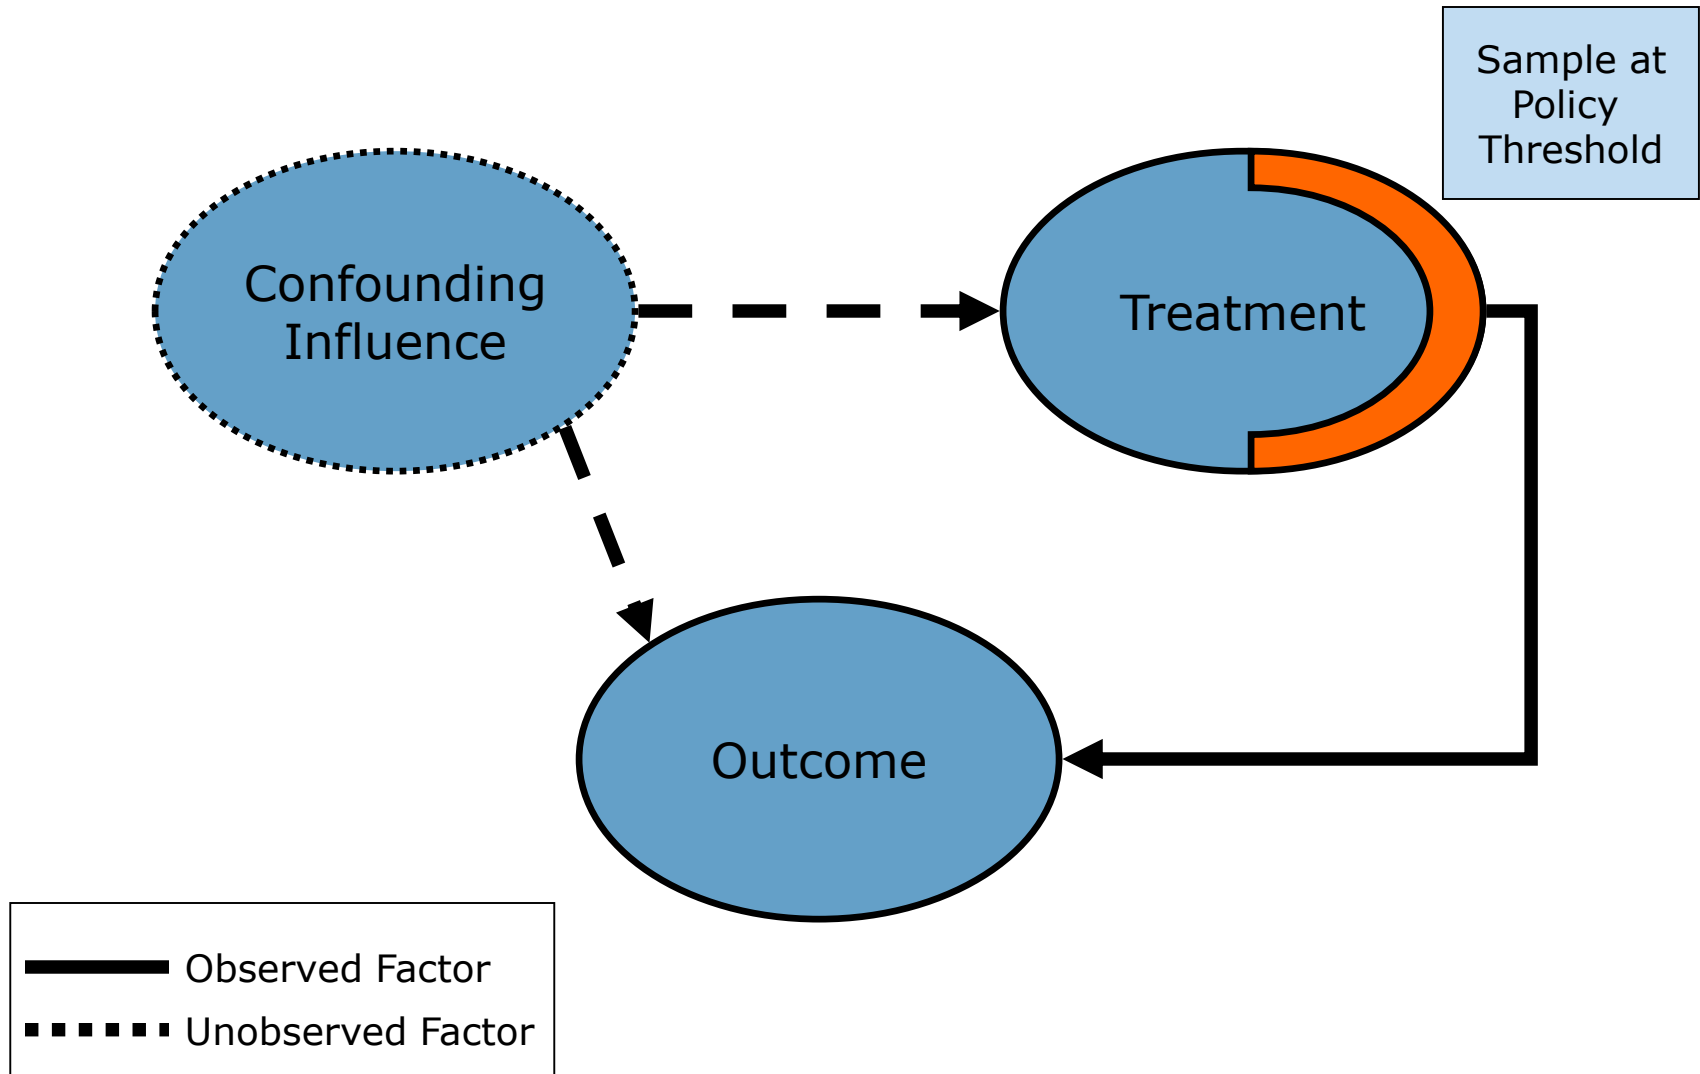 Sample at
Policy
Threshold
Confounding
Influence
Treatment
Outcome
Observed Factor
Unobserved Factor